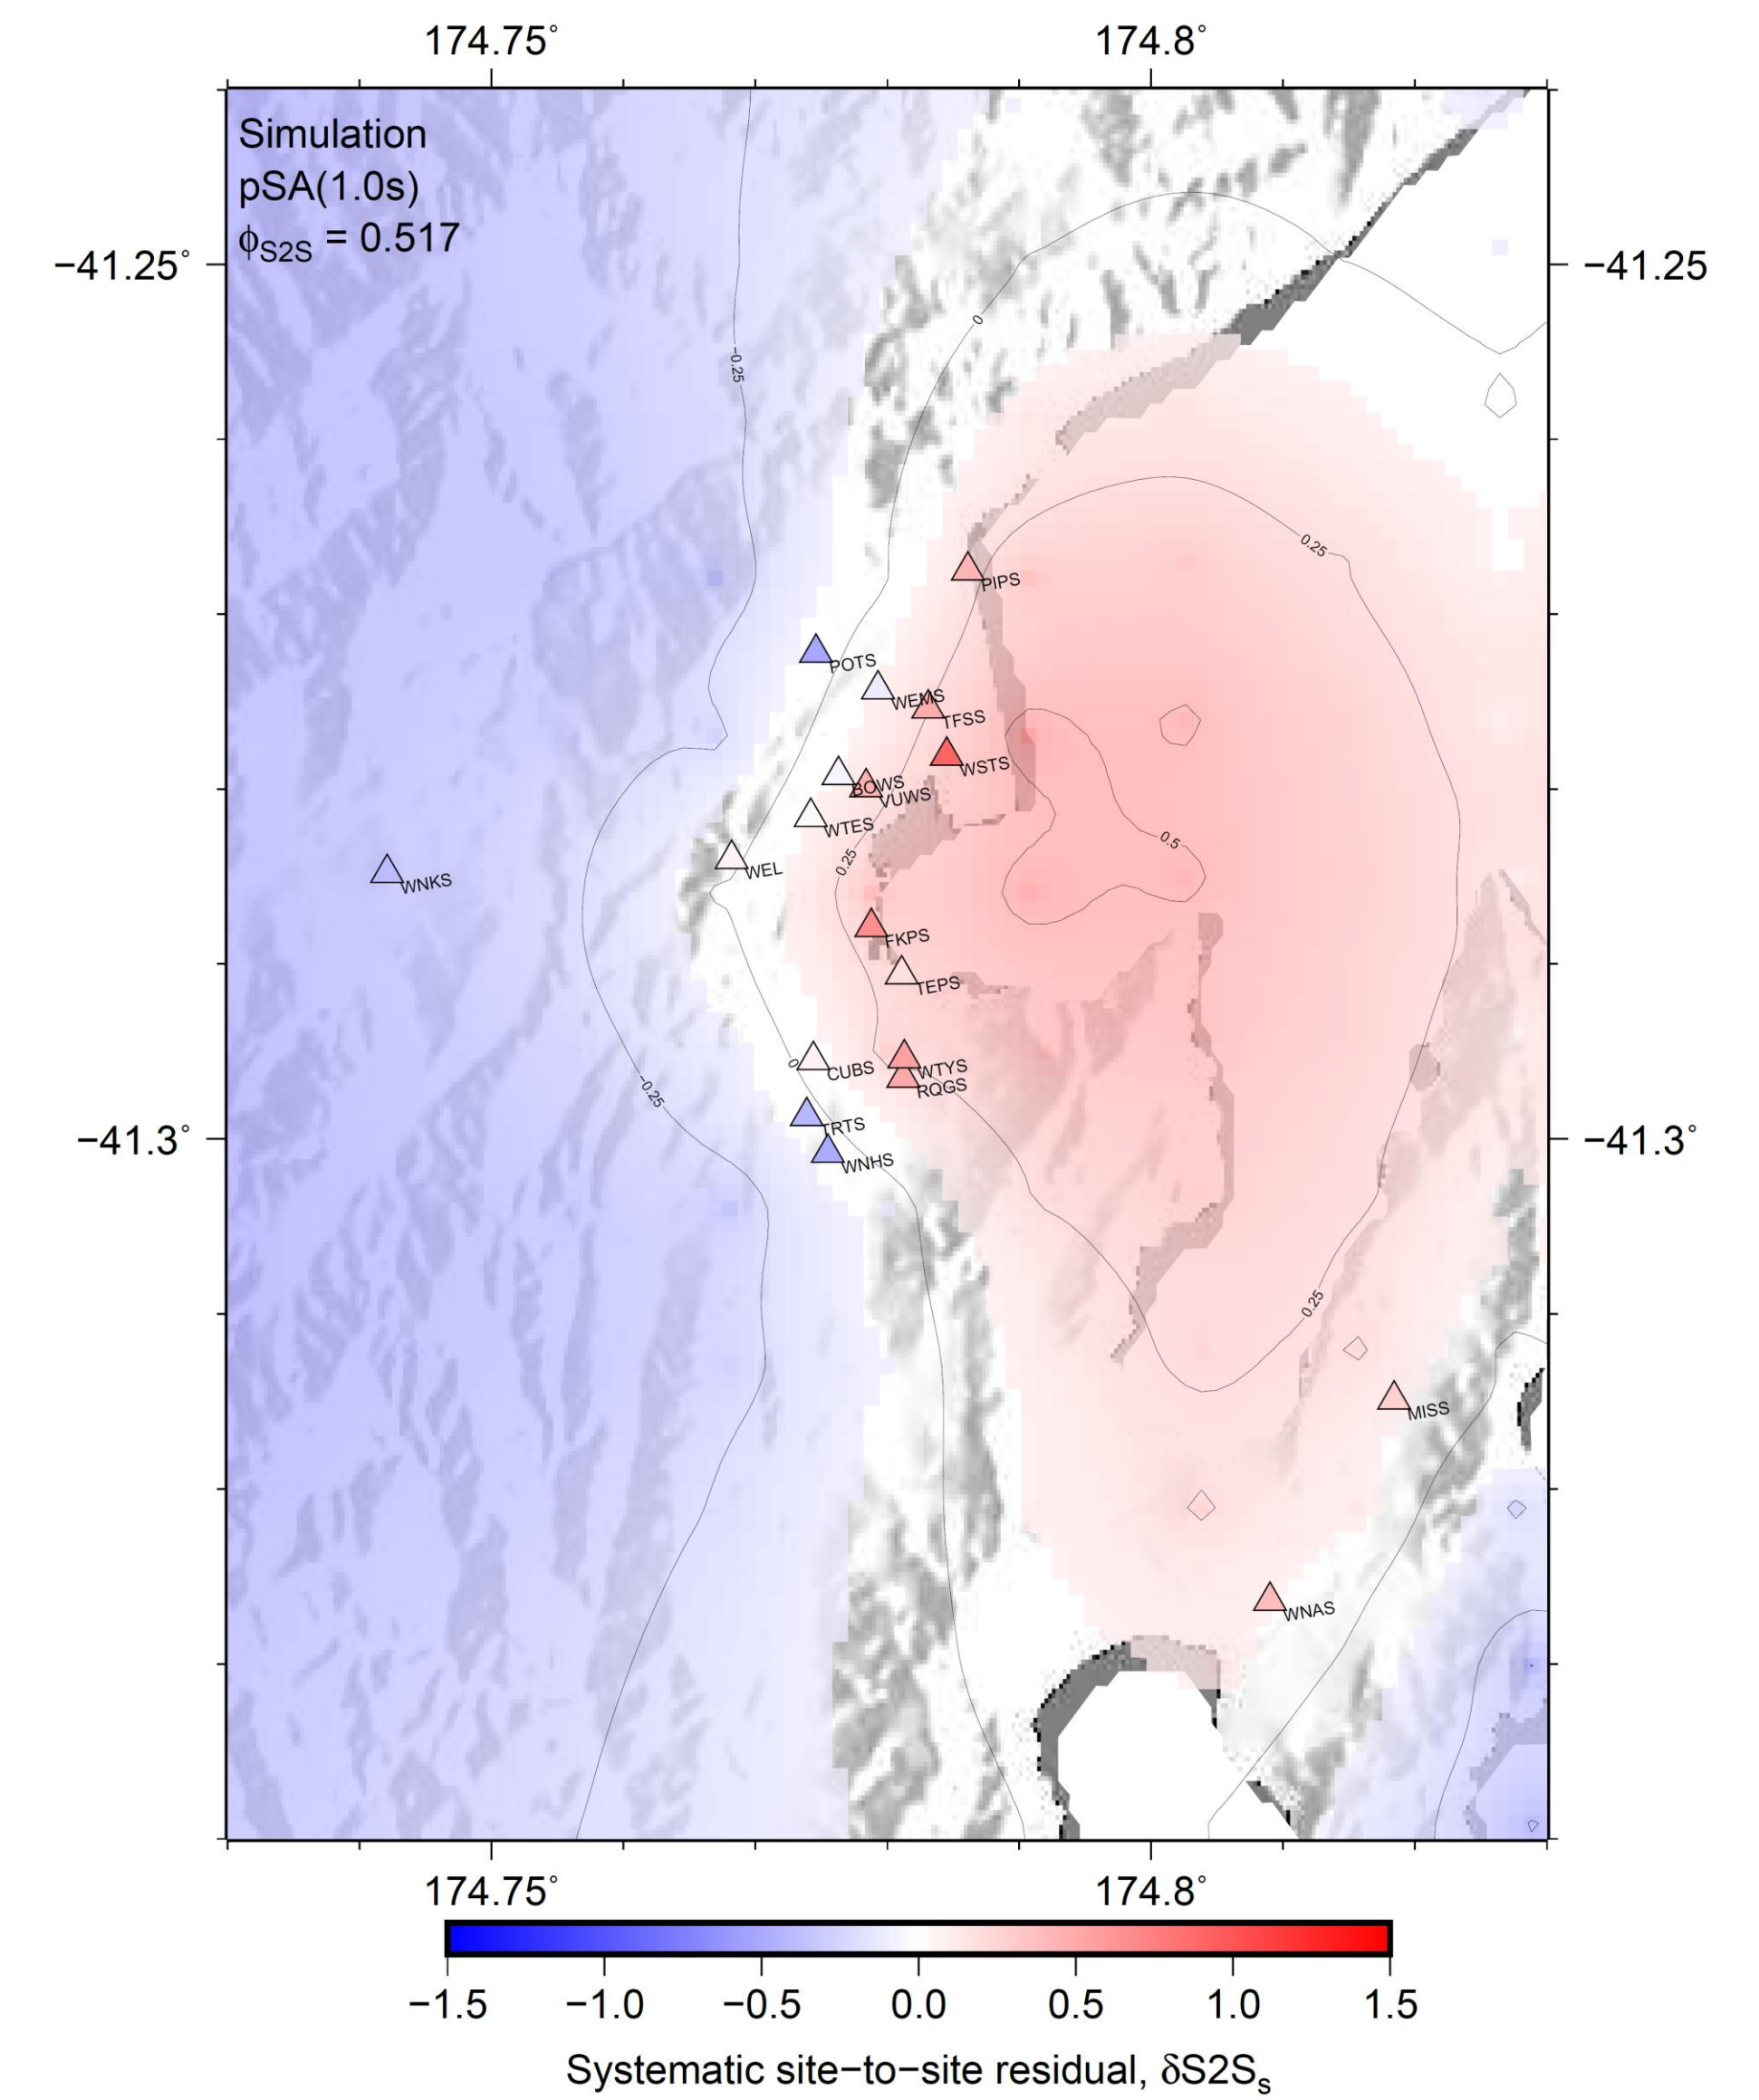 174.75° 174.8°
Simulation
pSA(1.0s)
ϕS2S = 0.517
−41.25° −41.25
0
−0.25
0.25
PIPS
POTS
WEMS
TFSS
WSTS
BOWS
VUWS
WTES
0.5
0.25
WEL
WNKS
FKPS
TEPS
0
CUBS
WTYS
RQGS
−0.25
TRTS
−41.3° −41.3°
WNHS
0.25
MISS
WNAS
174.75° 174.8°
−1.5 −1.0 −0.5 0.0 0.5 1.0 1.5
Systematic site−to−site residual, δS2Ss